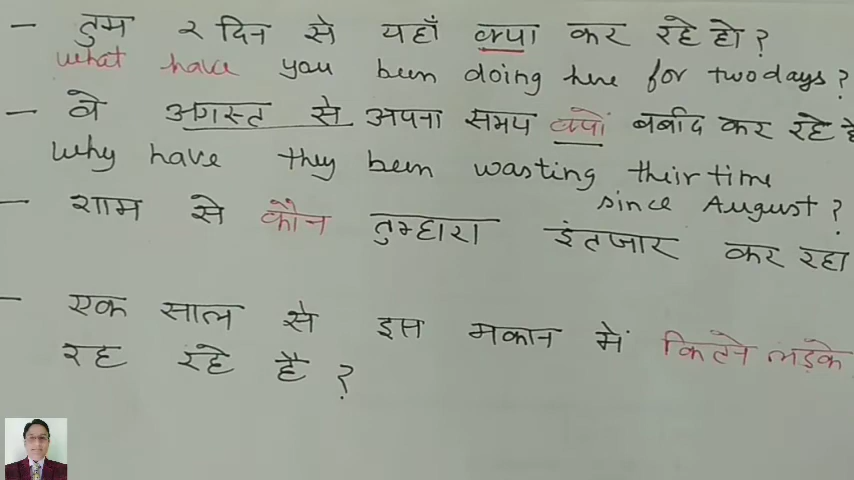 - तुम २ दिन से यहाँ क्या कर रहे हो ?
what have you been doing here for two days ?
- वे अगस्त से अपना समय क्यों बर्बाद कर रहे है
why have they been wasting their time
since August ?
- शाम से कौन तुम्हारा इंतजार कर रहा
- एक साल से इस मकान में कितने लड़के
रह रहे है ?